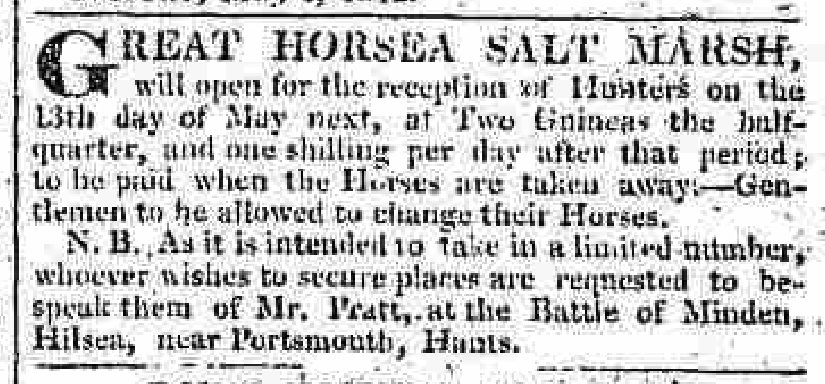 GREAT HORSEA SALT MARSH,
will open for the reception of Hunters on the
13th day of May next, at Two Guineas the half-
quarter, and one shilling per day after that period;
to be paid when the Horses are taken away:—Gen-
tlemen to be allowed to change their Horses.
N. B. As it is intended to take in a limited number,
whoever wishes to secure places are requested to be-
speak them of Mr. Pratt, at the Battle of Minden,
Hilsea, near Portsmouth, Hants.